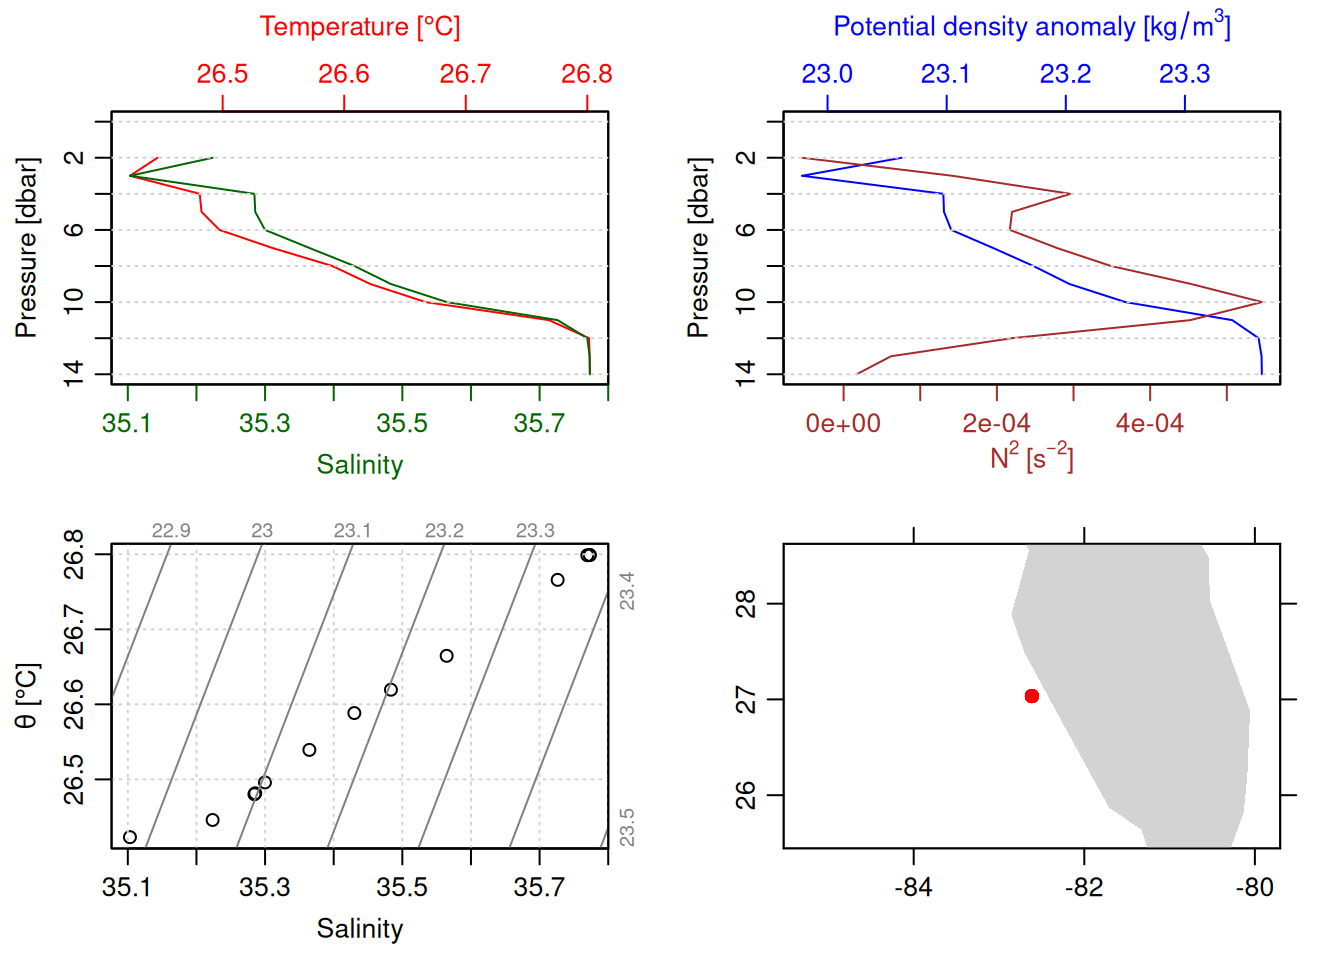 Temperature [°C]
26.5 26.6 26.7 26.8
Pressure [dbar]
2
6
10
14
35.1 35.3 35.5 35.7
Salinity
Potential density anomaly [kg/m³]
23.0 23.1 23.2 23.3
Pressure [dbar]
2
6
10
14
0e+00 2e-04 4e-04
N² [s⁻²]
22.9 23 23.1 23.2 23.3
23.4
23.5
θ [°C]
26.8
26.7
26.6
26.5
35.1 35.3 35.5 35.7
Salinity
28
27
26
-84 -82 -80